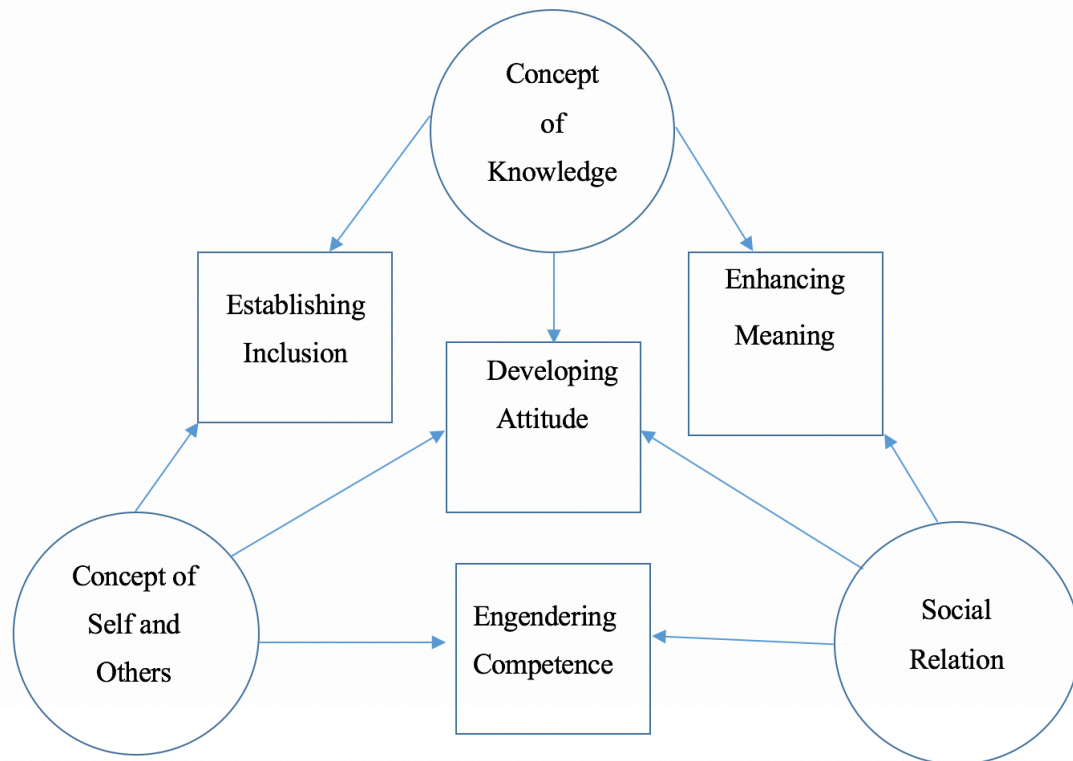 Concept
of
Knowledge
Establishing
Inclusion
Enhancing
Meaning
Developing
Attitude
Concept of
Self and
Others
Engendering
Competence
Social
Relation